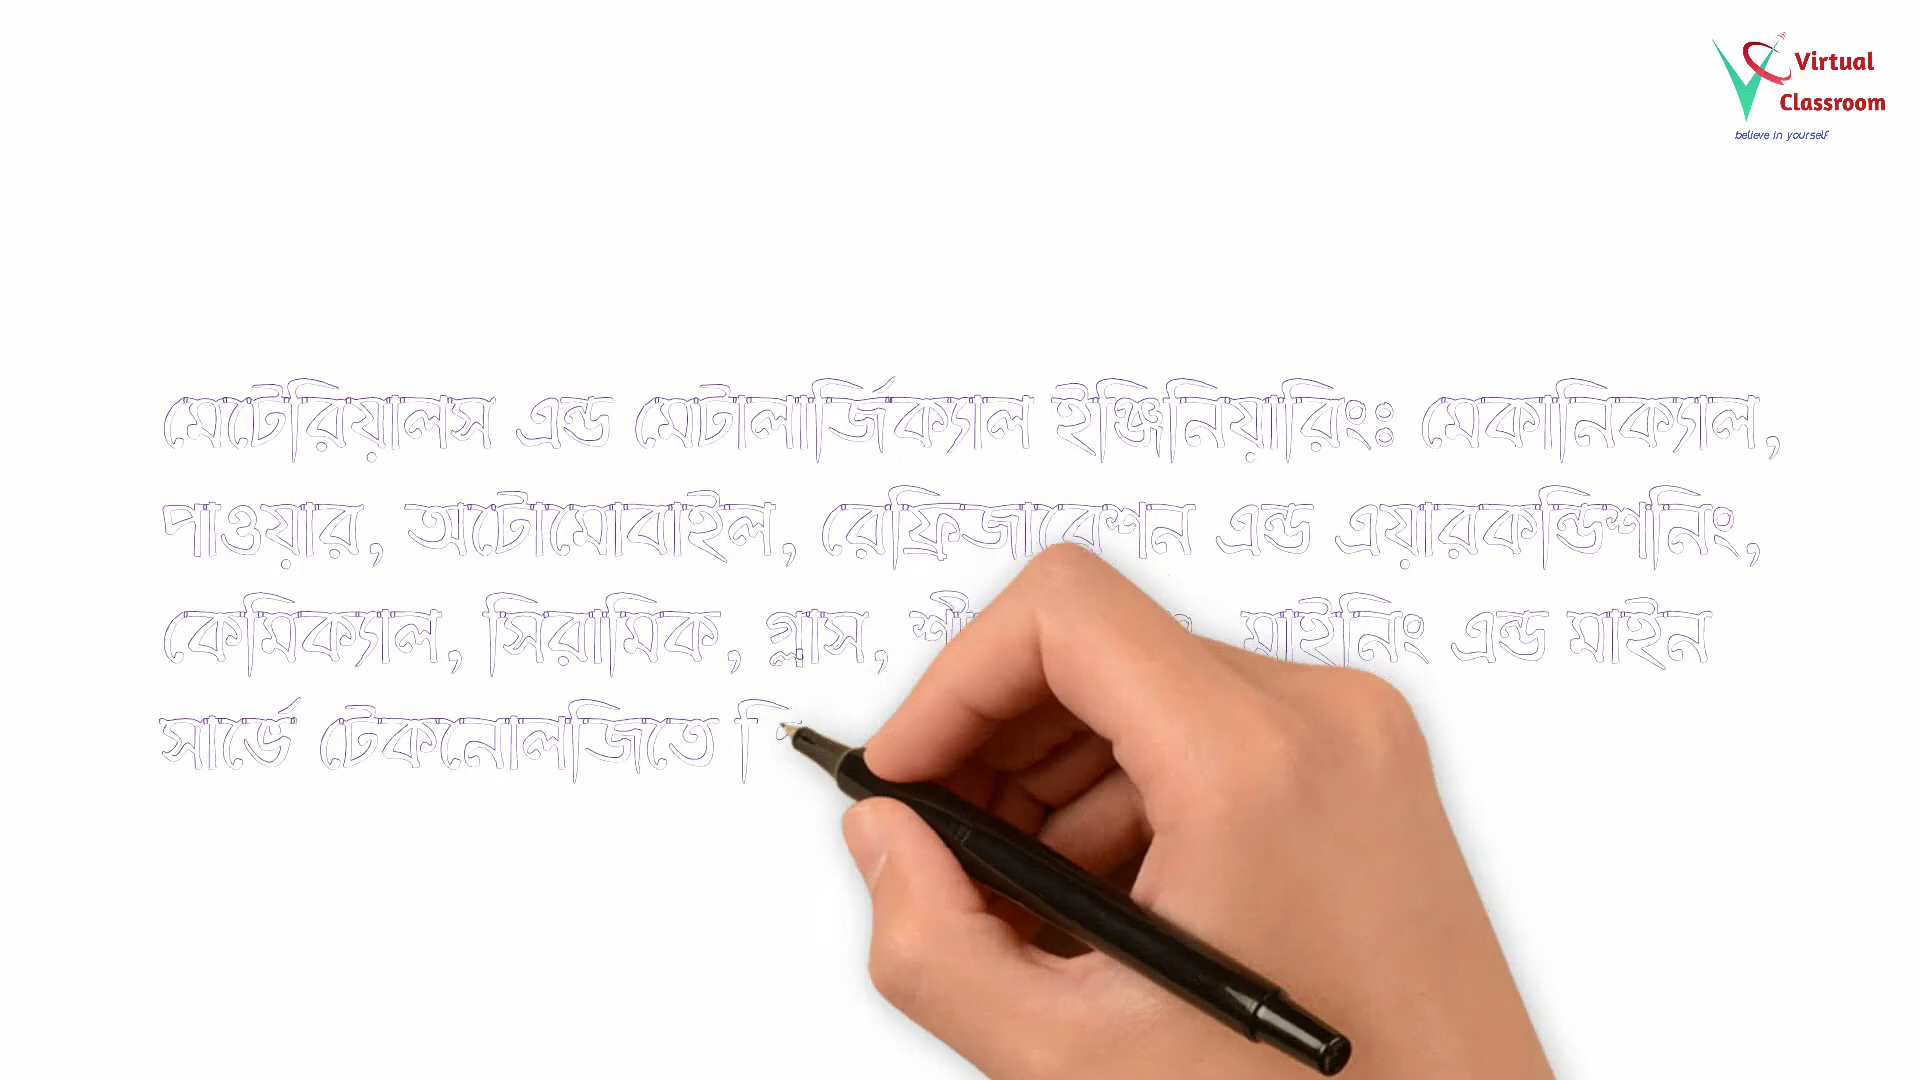 Virtual
Classroom
believe in yourself
মেটেরিয়ালস এন্ড মেটালার্জিক্যাল ইঞ্জিনিয়ারিংঃ মেকানিক্যাল,
পাওয়ার, অটোমোবাইল, রেফ্রিজারেশন এন্ড এয়ারকন্ডিশনিং,
কেমিক্যাল, সিরামিক, গ্লাস, মাইনিং এন্ড মাইন
সার্ভে টেকনোলজিতে